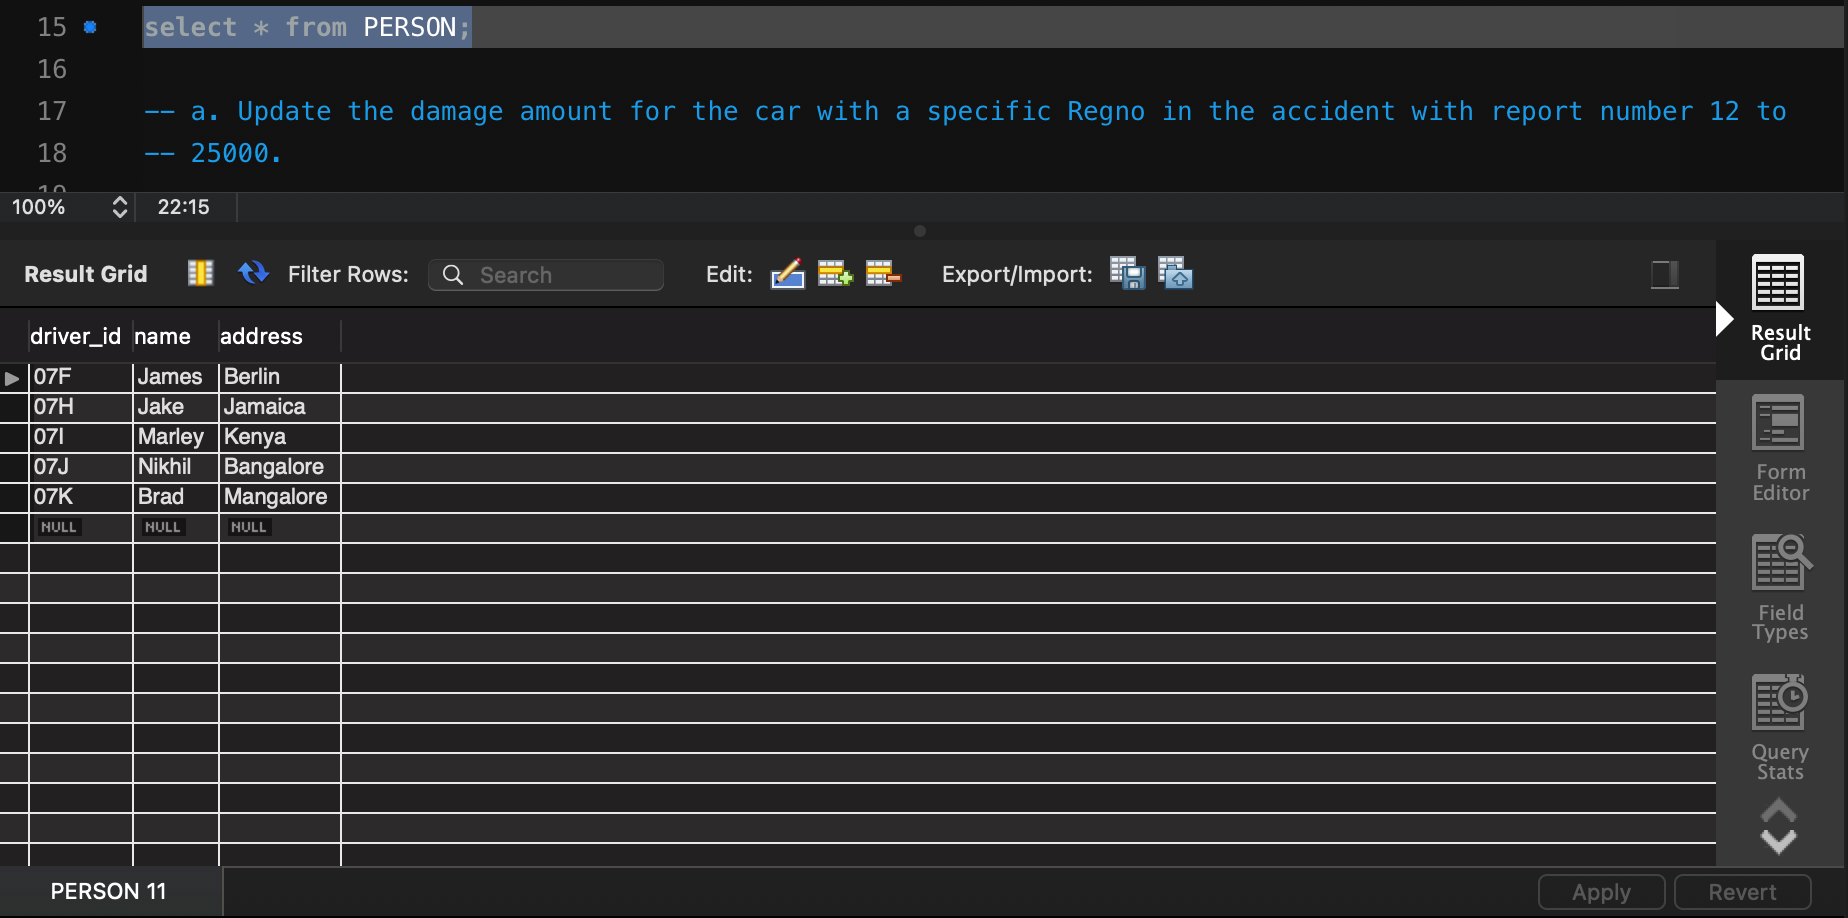 15 select * from PERSON;
16
17 -- a. Update the damage amount for the car with a specific Regno in the accident with report number 12 to
18 -- 25000.
19
100% 22:15
Result Grid Filter Rows: Search Edit: Export/Import:
driver_id name address
07F James Berlin
07H Jake Jamaica
07I Marley Kenya
07J Nikhil Bangalore
07K Brad Mangalore
NULL NULL NULL
Result
Grid
Form
Editor
Field
Types
Query
Stats
PERSON 11 Apply Revert